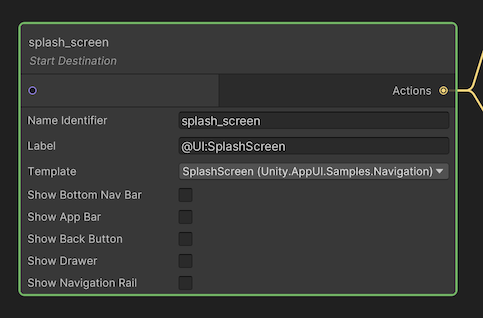 splash_screen
Start Destination
Actions
Name Identifier splash_screen
Label @UI:SplashScreen
Template SplashScreen (Unity.AppUI.Samples.Navigation)
Show Bottom Nav Bar
Show App Bar
Show Back Button
Show Drawer
Show Navigation Rail